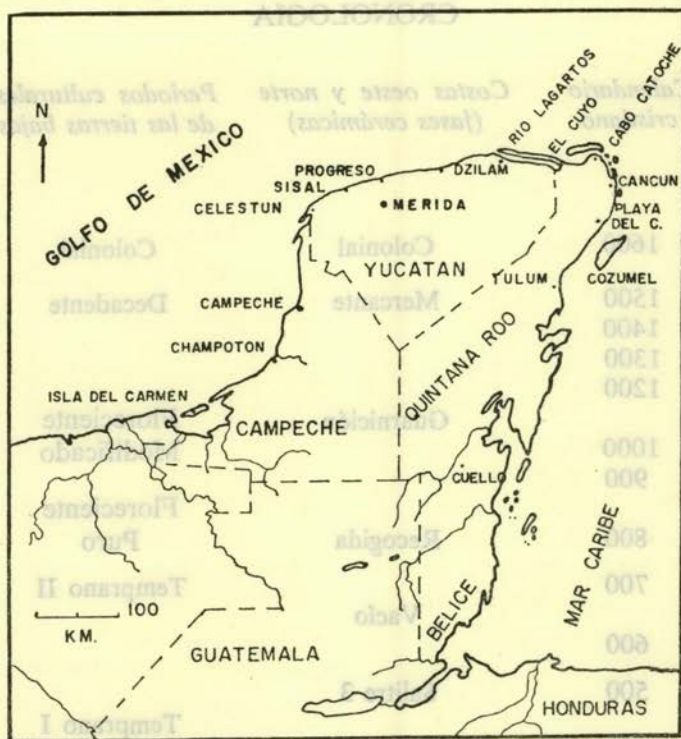 CRONOLOGIA
Costas oeste y norte
(fases cerámicas)
Periodos culturales
de las tierras bajas
N
GOLFO DE MEXICO
RIO LAGARTOS
EL CUYO
CABO CATOCHE
PROGRESO
DZILAM
SISAL
CANCUN
CELESTUN
MERIDA
PLAYA
DEL C.
YUCATAN
TULUM
COZUMEL
CAMPECHE
CHAMPOTON
QUINTANA ROO
ISLA DEL CARMEN
CAMPECHE
CUELLO
MAR CARIBE
BELICE
100
KM.
GUATEMALA
HONDURAS
1600 Colonial Colonial
1500 Mercante Decadente
1400
1300
1200
Guarnición Floreciente
1000 Modificado
900
Floreciente
800 Recogida Puro
700 Temprano II
Vacío
600
500
Temprano I